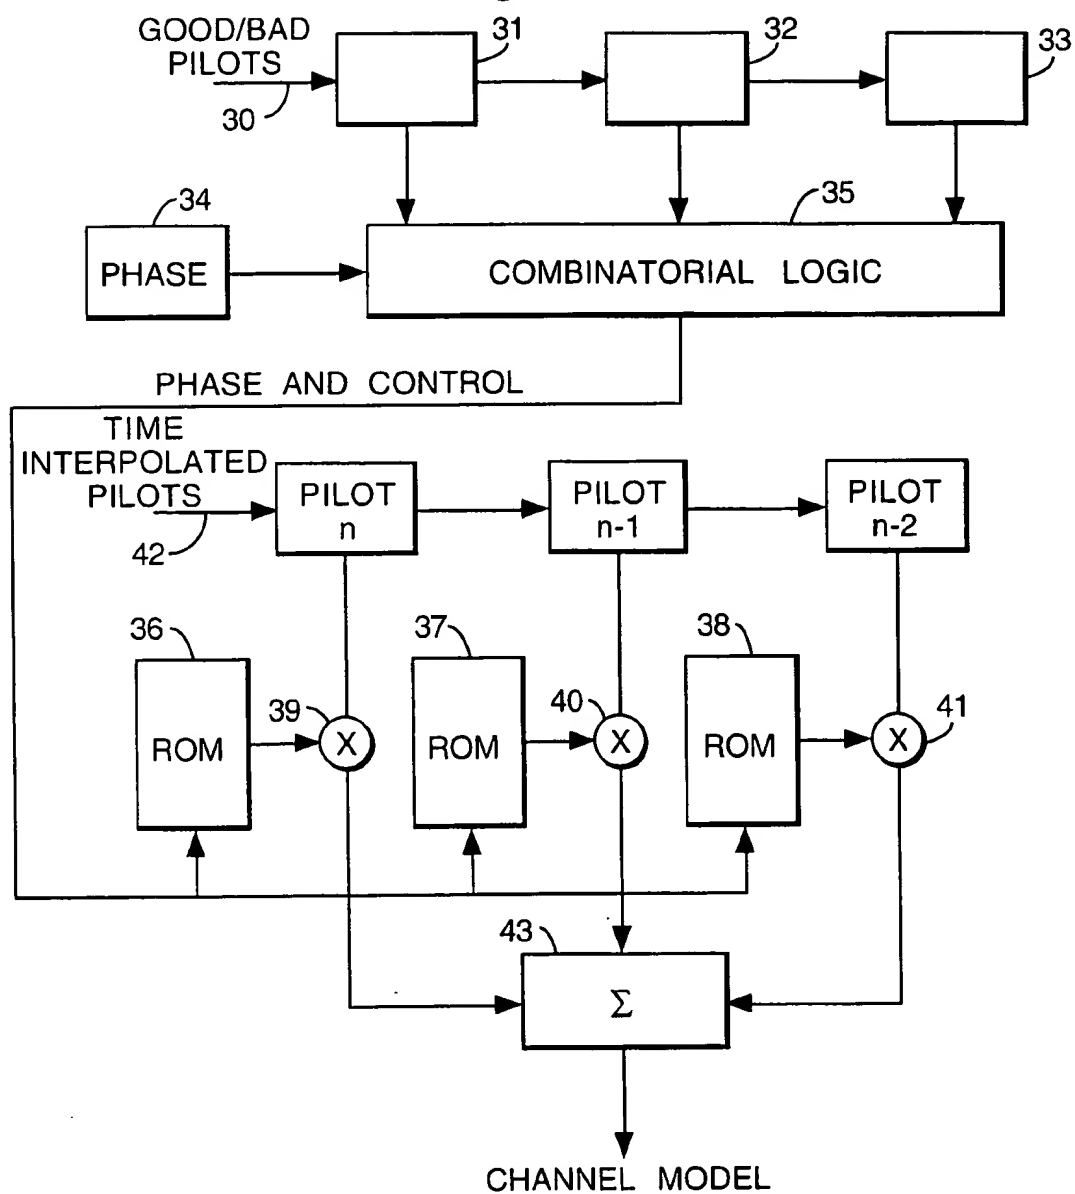 GOOD/BAD
PILOTS
30
31
32
33
34
35
PHASE
COMBINATORIAL LOGIC
PHASE AND CONTROL
TIME
INTERPOLATED
PILOTS
42
PILOT
n
PILOT
n-1
PILOT
n-2
36
37
38
ROM
39
ROM
40
ROM
41
X
X
X
43
Σ
CHANNEL MODEL